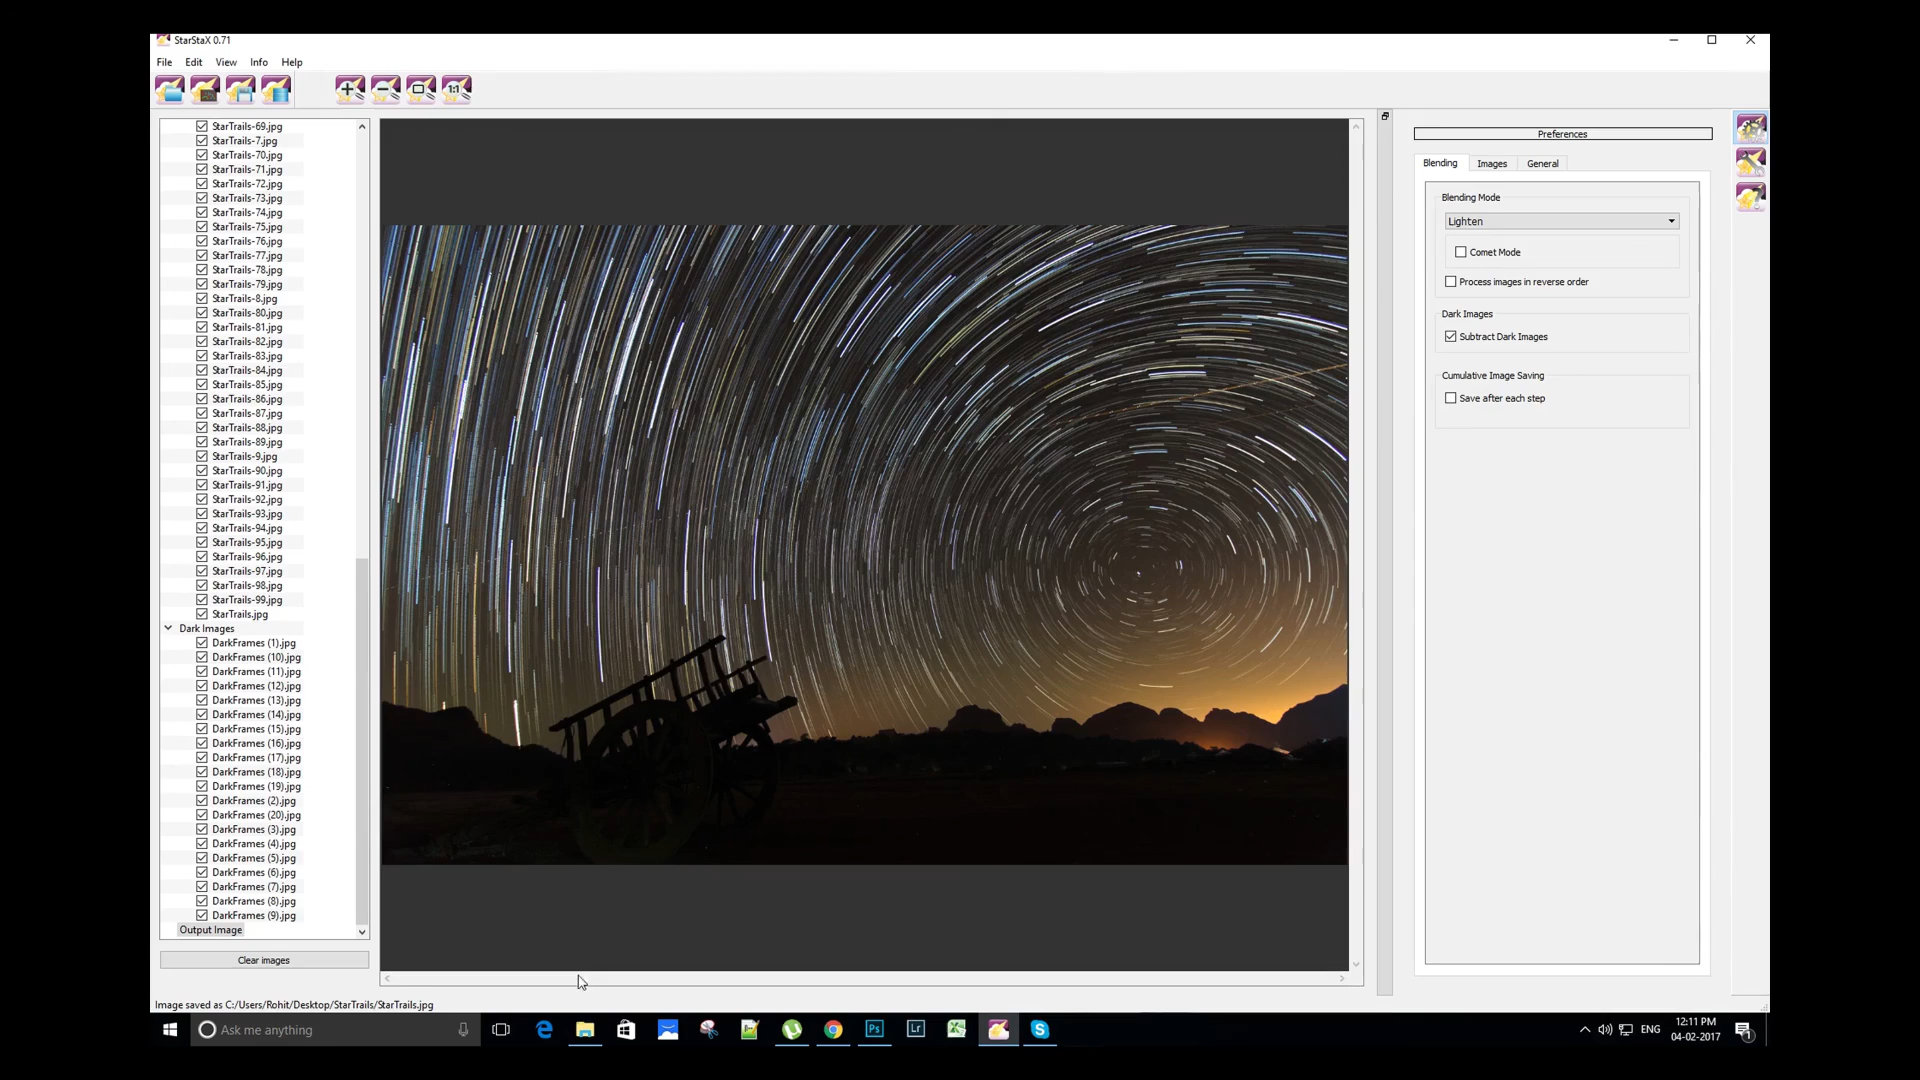 StarStaX 0.71
File Edit View Info Help
1:1
StarTrails-69.jpg
StarTrails-7.jpg
StarTrails-70.jpg
StarTrails-71.jpg
StarTrails-72.jpg
StarTrails-73.jpg
StarTrails-74.jpg
StarTrails-75.jpg
StarTrails-76.jpg
StarTrails-77.jpg
StarTrails-78.jpg
StarTrails-79.jpg
StarTrails-8.jpg
StarTrails-80.jpg
StarTrails-81.jpg
StarTrails-82.jpg
StarTrails-83.jpg
StarTrails-84.jpg
StarTrails-85.jpg
StarTrails-86.jpg
StarTrails-87.jpg
StarTrails-88.jpg
StarTrails-89.jpg
StarTrails-9.jpg
StarTrails-90.jpg
StarTrails-91.jpg
StarTrails-92.jpg
StarTrails-93.jpg
StarTrails-94.jpg
StarTrails-95.jpg
StarTrails-96.jpg
StarTrails-97.jpg
StarTrails-98.jpg
StarTrails-99.jpg
StarTrails.jpg
Dark Images
DarkFrames (1).jpg
DarkFrames (10).jpg
DarkFrames (11).jpg
DarkFrames (12).jpg
DarkFrames (13).jpg
DarkFrames (14).jpg
DarkFrames (15).jpg
DarkFrames (16).jpg
DarkFrames (17).jpg
DarkFrames (18).jpg
DarkFrames (19).jpg
DarkFrames (2).jpg
DarkFrames (20).jpg
DarkFrames (3).jpg
DarkFrames (4).jpg
DarkFrames (5).jpg
DarkFrames (6).jpg
DarkFrames (7).jpg
DarkFrames (8).jpg
DarkFrames (9).jpg
Output Image
Clear images
Preferences
Blending Images General
Blending Mode
Lighten
Comet Mode
Process images in reverse order
Dark Images
Subtract Dark Images
Cumulative Image Saving
Save after each step
Image saved as C:/Users/Rohit/Desktop/StarTrails/StarTrails.jpg
Ask me anything
Ps
Lr
ENG
12:11 PM
04-02-2017
1